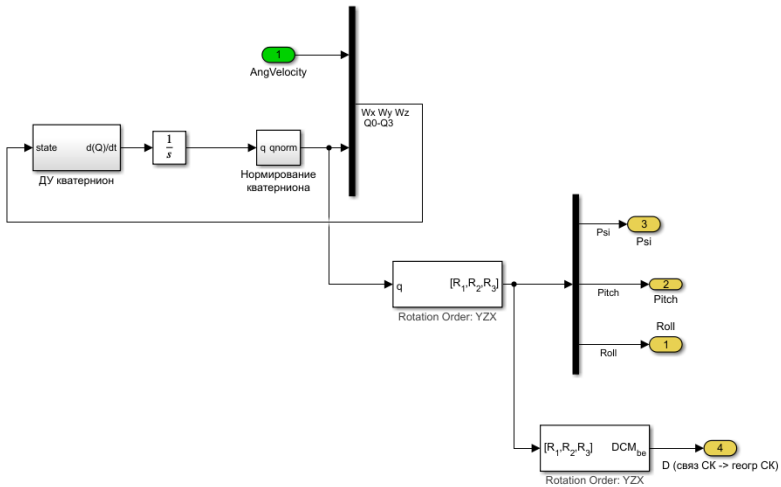 1
AngVelocity
Wx Wy Wz
Q0-Q3
state
d(Q)/dt
ДУ кватернион
1
s
q qnorm
Нормирование
кватерниона
3
Psi
Psi
q
[R1,R2,R3]
Rotation Order: YZX
2
Pitch
Pitch
Roll
1
Roll
[R1,R2,R3]
DCMbe
Rotation Order: YZX
4
D (связ СК -> геогр СК)